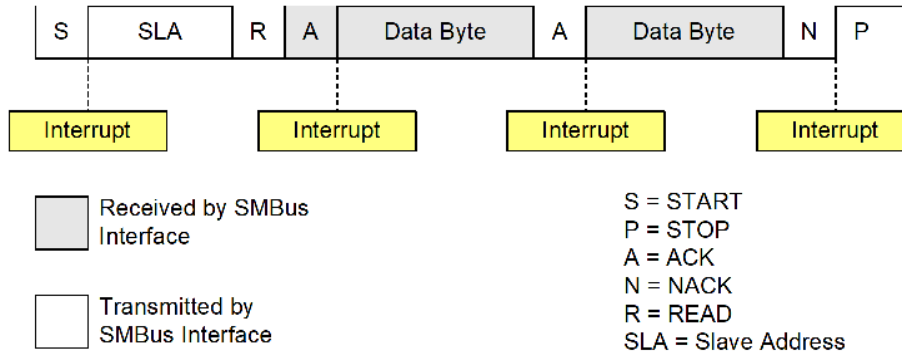 S SLA R A Data Byte A Data Byte N P
Interrupt Interrupt Interrupt Interrupt
Received by SMBus
Interface
Transmitted by
SMBus Interface
S = START
P = STOP
A = ACK
N = NACK
R = READ
SLA = Slave Address